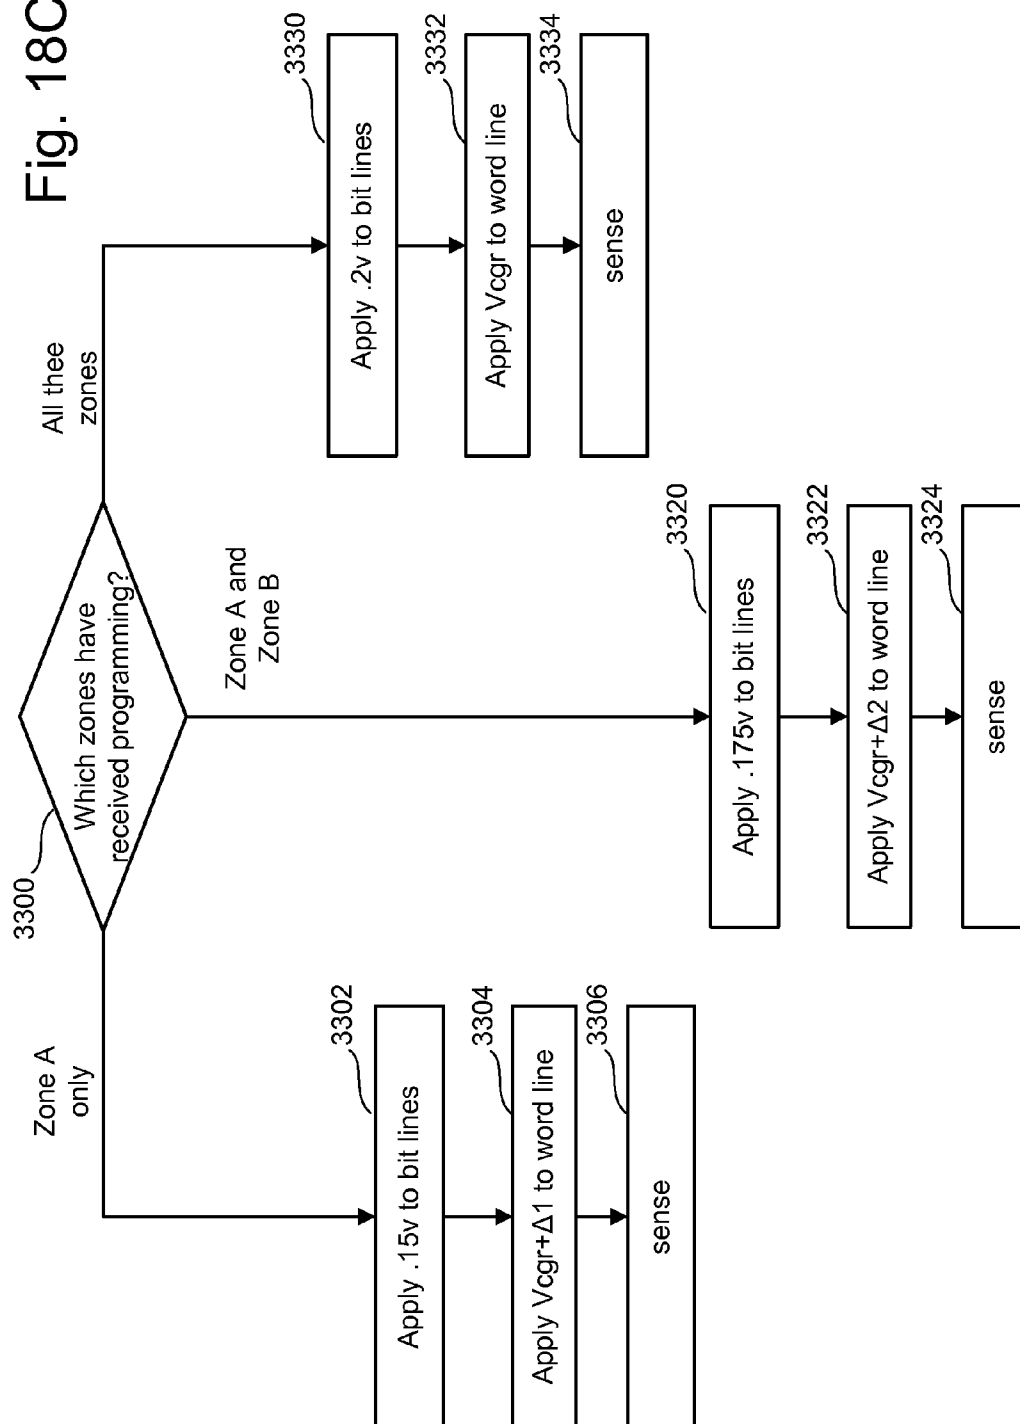 Fig. 18C
3300
Which zones have
received programming?
Zone A
only
3302
Apply .15v to bit lines
3304
Apply Vcgr+Δ1 to word line
3306
sense
Zone A and
Zone B
3320
Apply .175v to bit lines
3322
Apply Vcgr+Δ2 to word line
3324
sense
All thee
zones
3330
Apply .2v to bit lines
3332
Apply Vcgr to word line
3334
sense